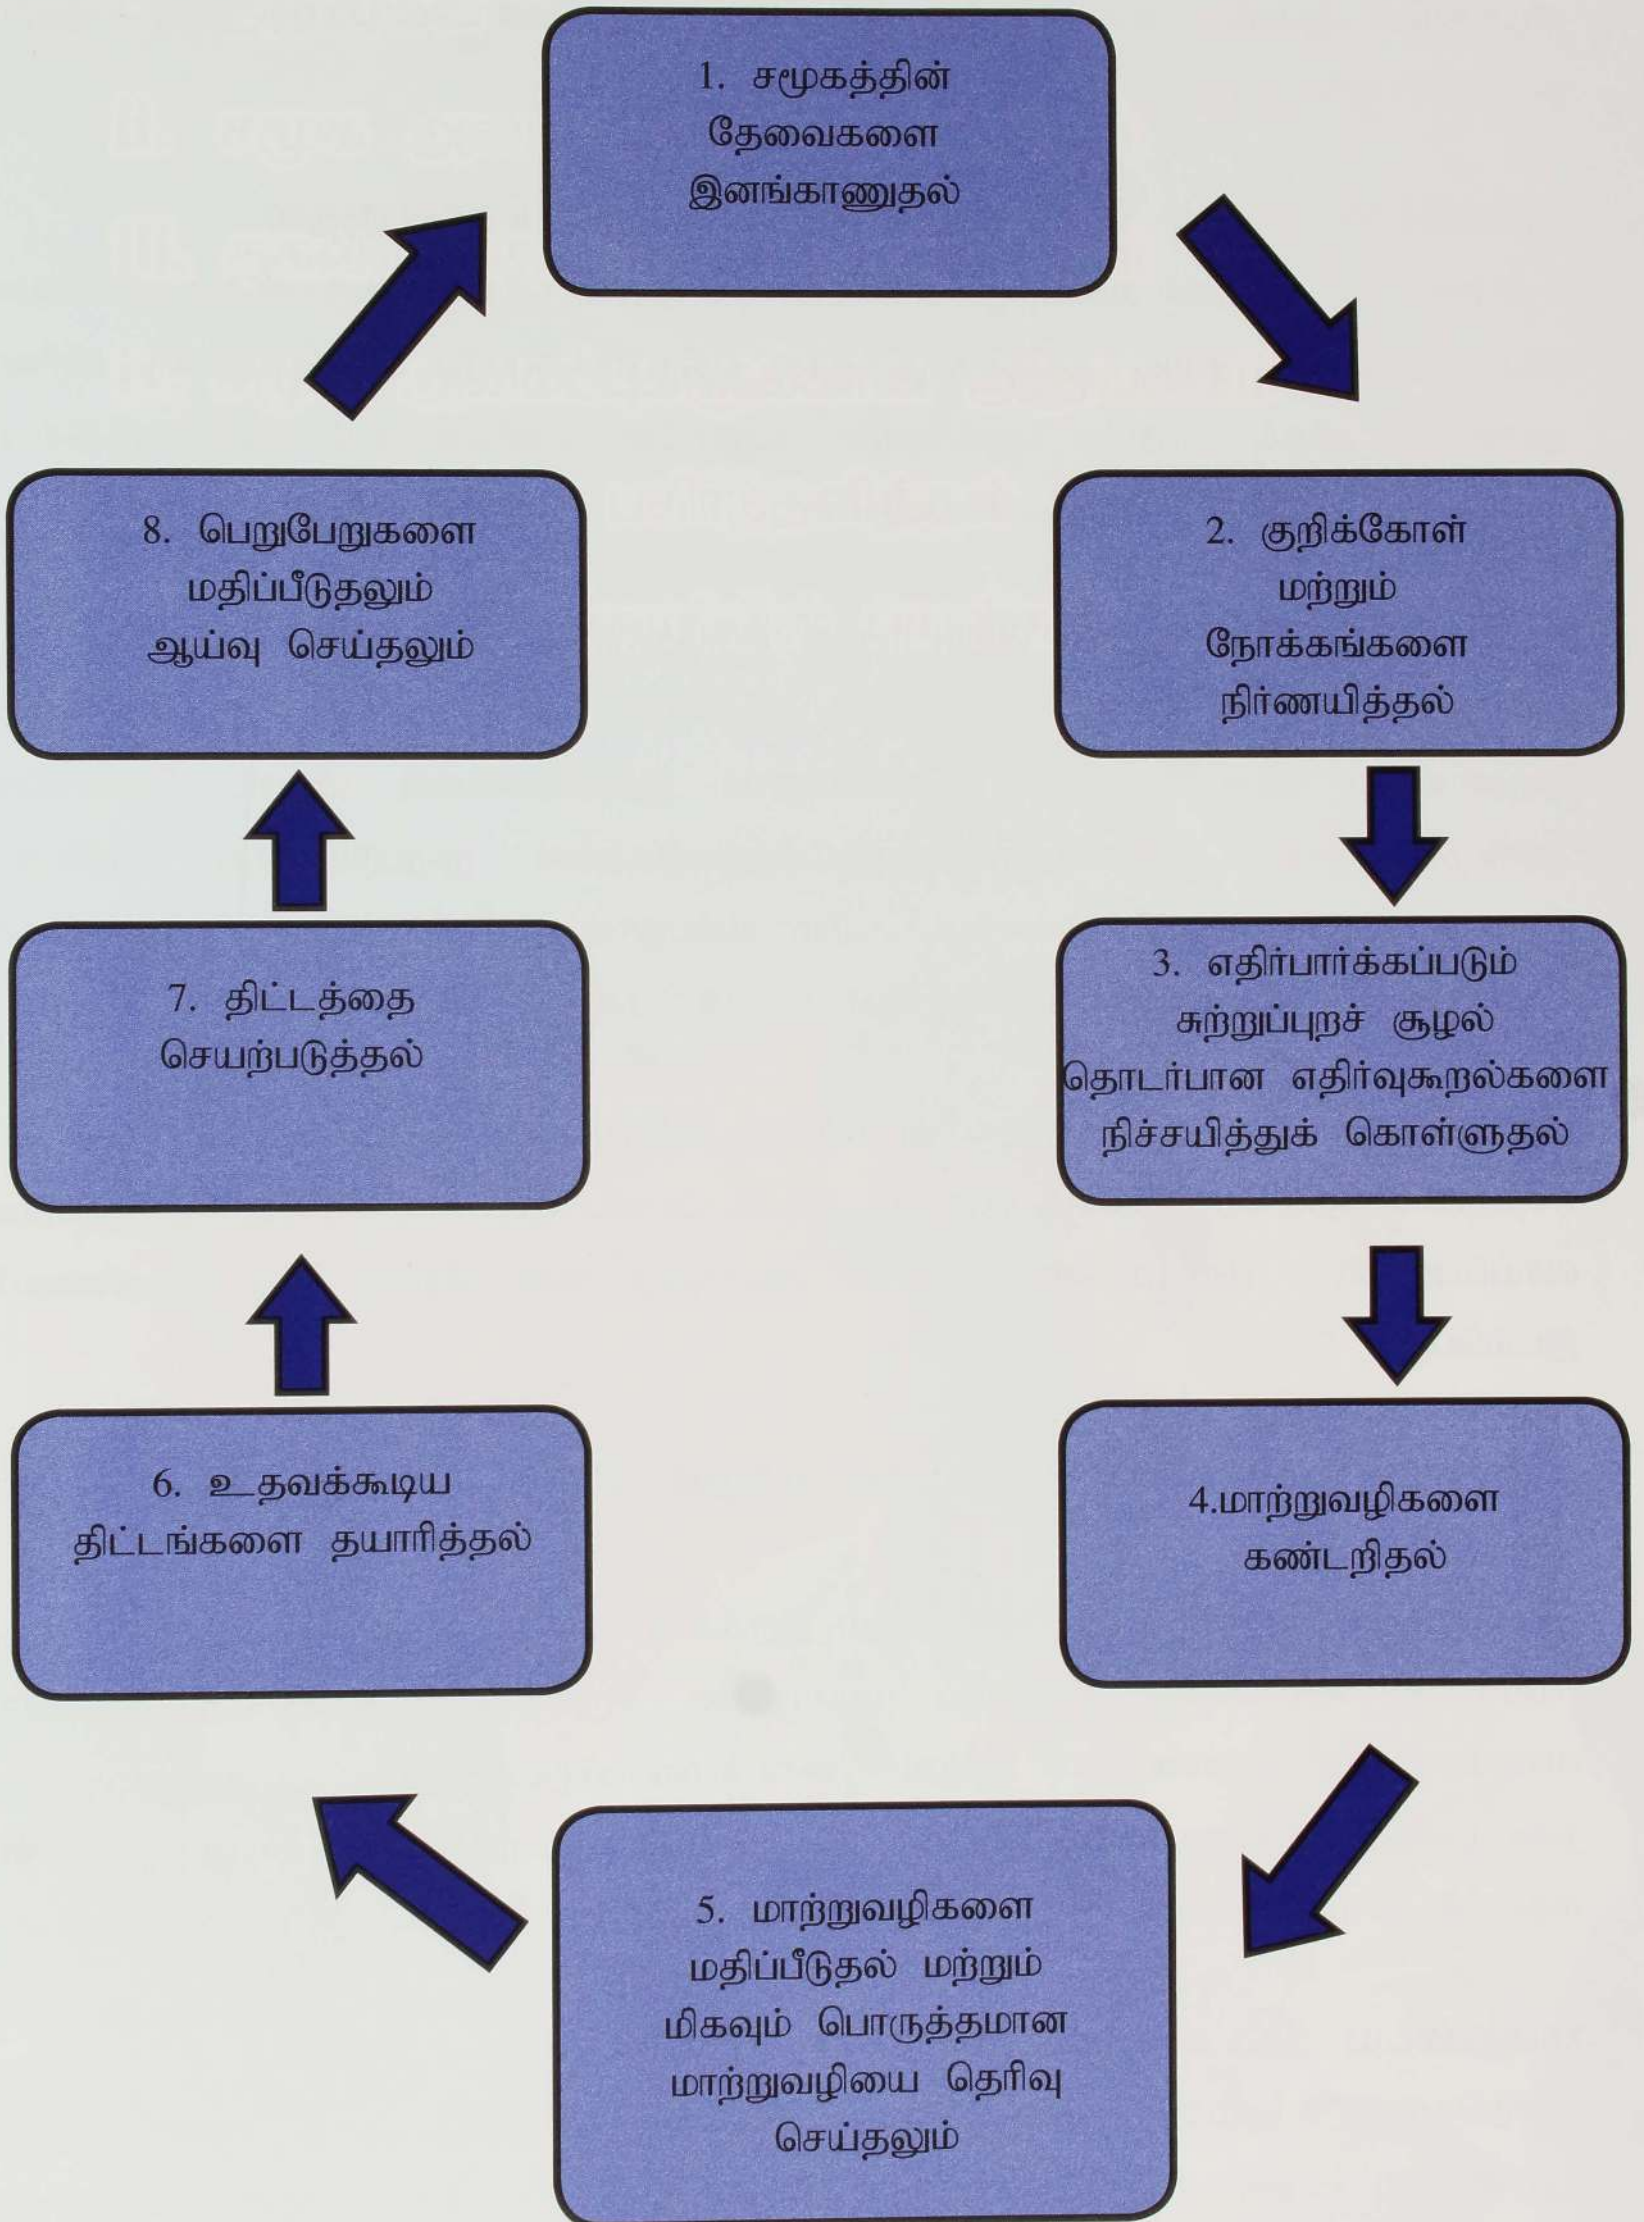 1. சமூகத்தின்
தேவைகளை
இனங்காணுதல்
2. குறிக்கோள்
மற்றும்
நோக்கங்களை
நிர்ணயித்தல்
3. எதிர்பார்க்கப்படும்
சுற்றுப்புறச் சூழல்
தொடர்பான எதிர்வுகூறல்களை
நிச்சயித்துக் கொள்ளுதல்
4.மாற்றுவழிகளை
கண்டறிதல்
5. மாற்றுவழிகளை
மதிப்பீடுதல் மற்றும்
மிகவும் பொருத்தமான
மாற்றுவழியை தெரிவு
செய்தலும்
6. உதவக்கூடிய
திட்டங்களை தயாரித்தல்
7. திட்டத்தை
செயற்படுத்தல்
8. பெறுபேறுகளை
மதிப்பீடுதலும்
ஆய்வு செய்தலும்